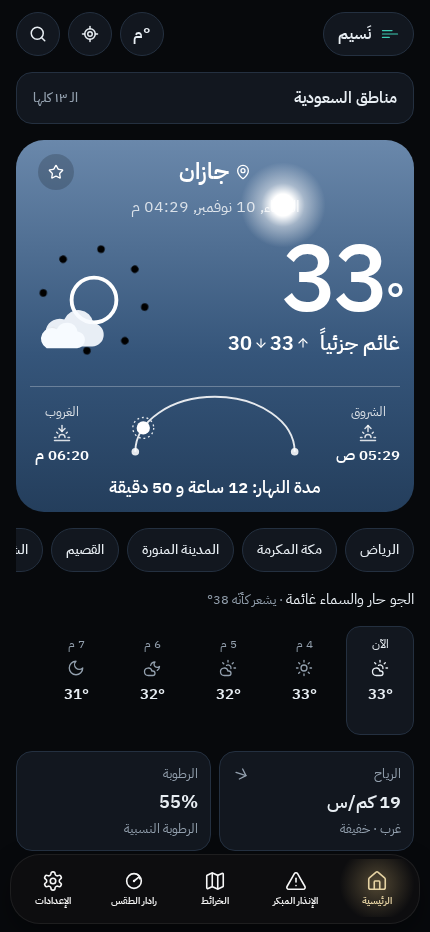 نَسيم
°م
مناطق السعودية
الـ ١٣ كلها
جازان
10 نوفمبر, 04:29 م
33°
غائم جزئياً ↑33 ↓30
الشروق
05:29 ص
الغروب
06:20 م
مدة النهار: 12 ساعة و 50 دقيقة
الرياض
مكة المكرمة
المدينة المنورة
القصيم
الجو حار والسماء غائمة · يشعر كأنّه 38°
الآن
4 م
5 م
6 م
7 م
33°
33°
32°
32°
31°
الرياح
19 كم/س
غرب · خفيفة
الرطوبة
55%
الرطوبة النسبية
الرئيسية
الإنذار المبكر
الخرائط
رادار الطقس
الإعدادات